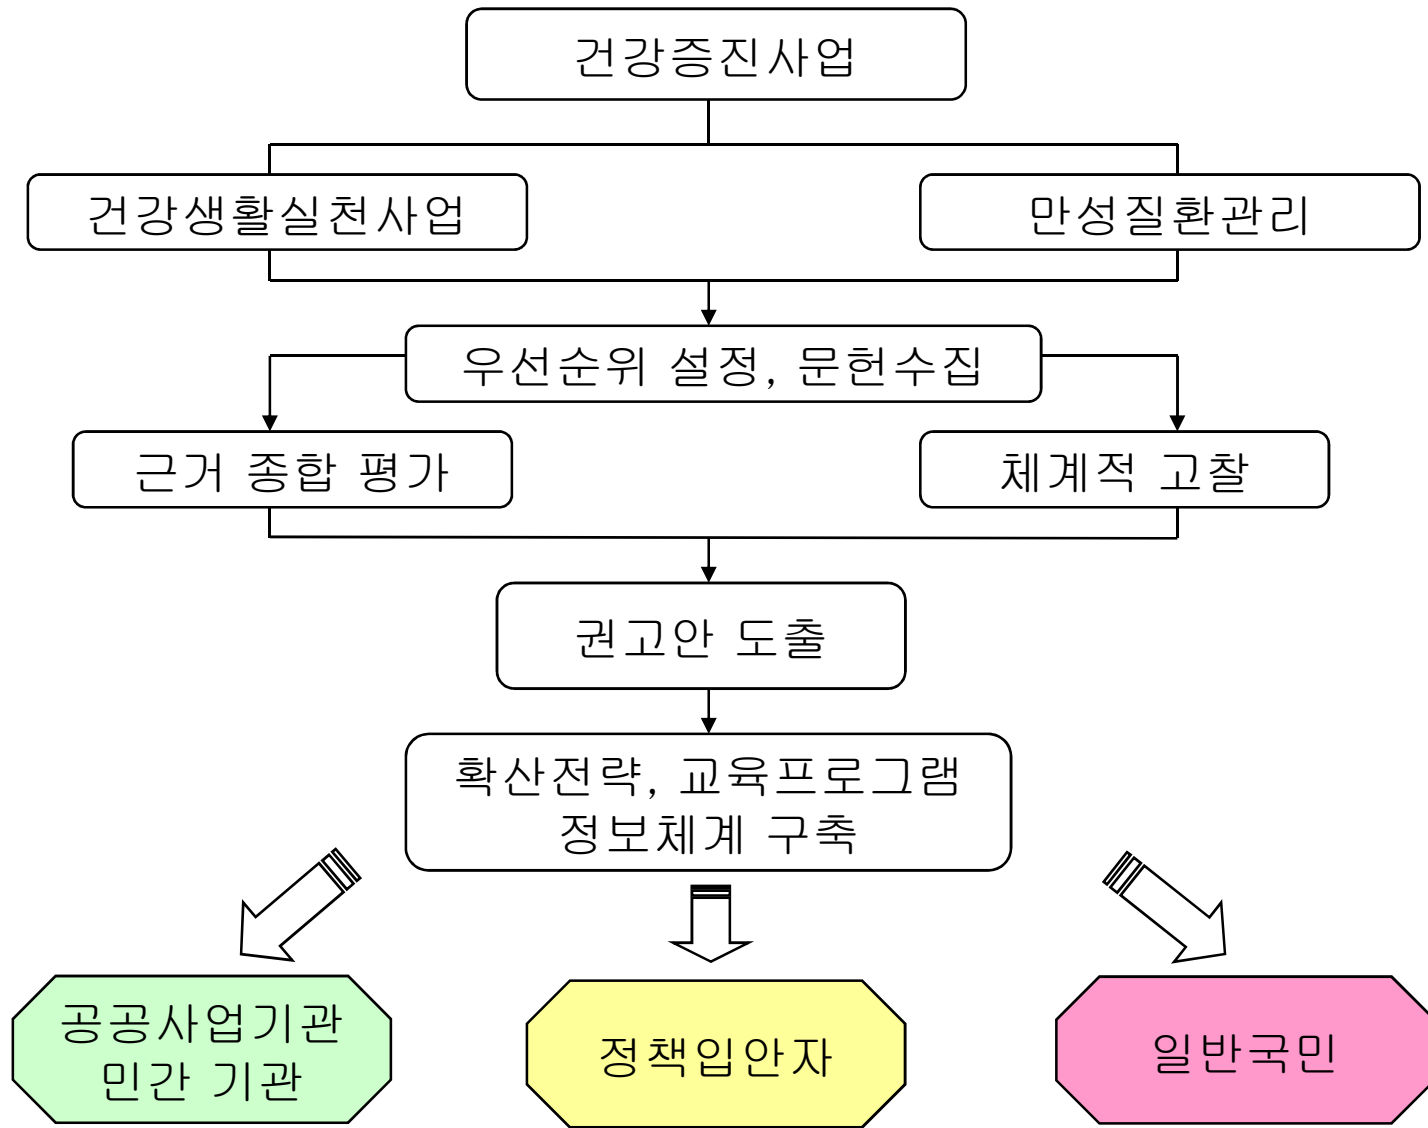 건강증진사업
건강생활실천사업
만성질환관리
우선순위 설정, 문헌수집
근거 종합 평가
체계적 고찰
권고안 도출
확산전략, 교육프로그램
정보체계 구축
공공사업기관
민간 기관
정책입안자
일반국민